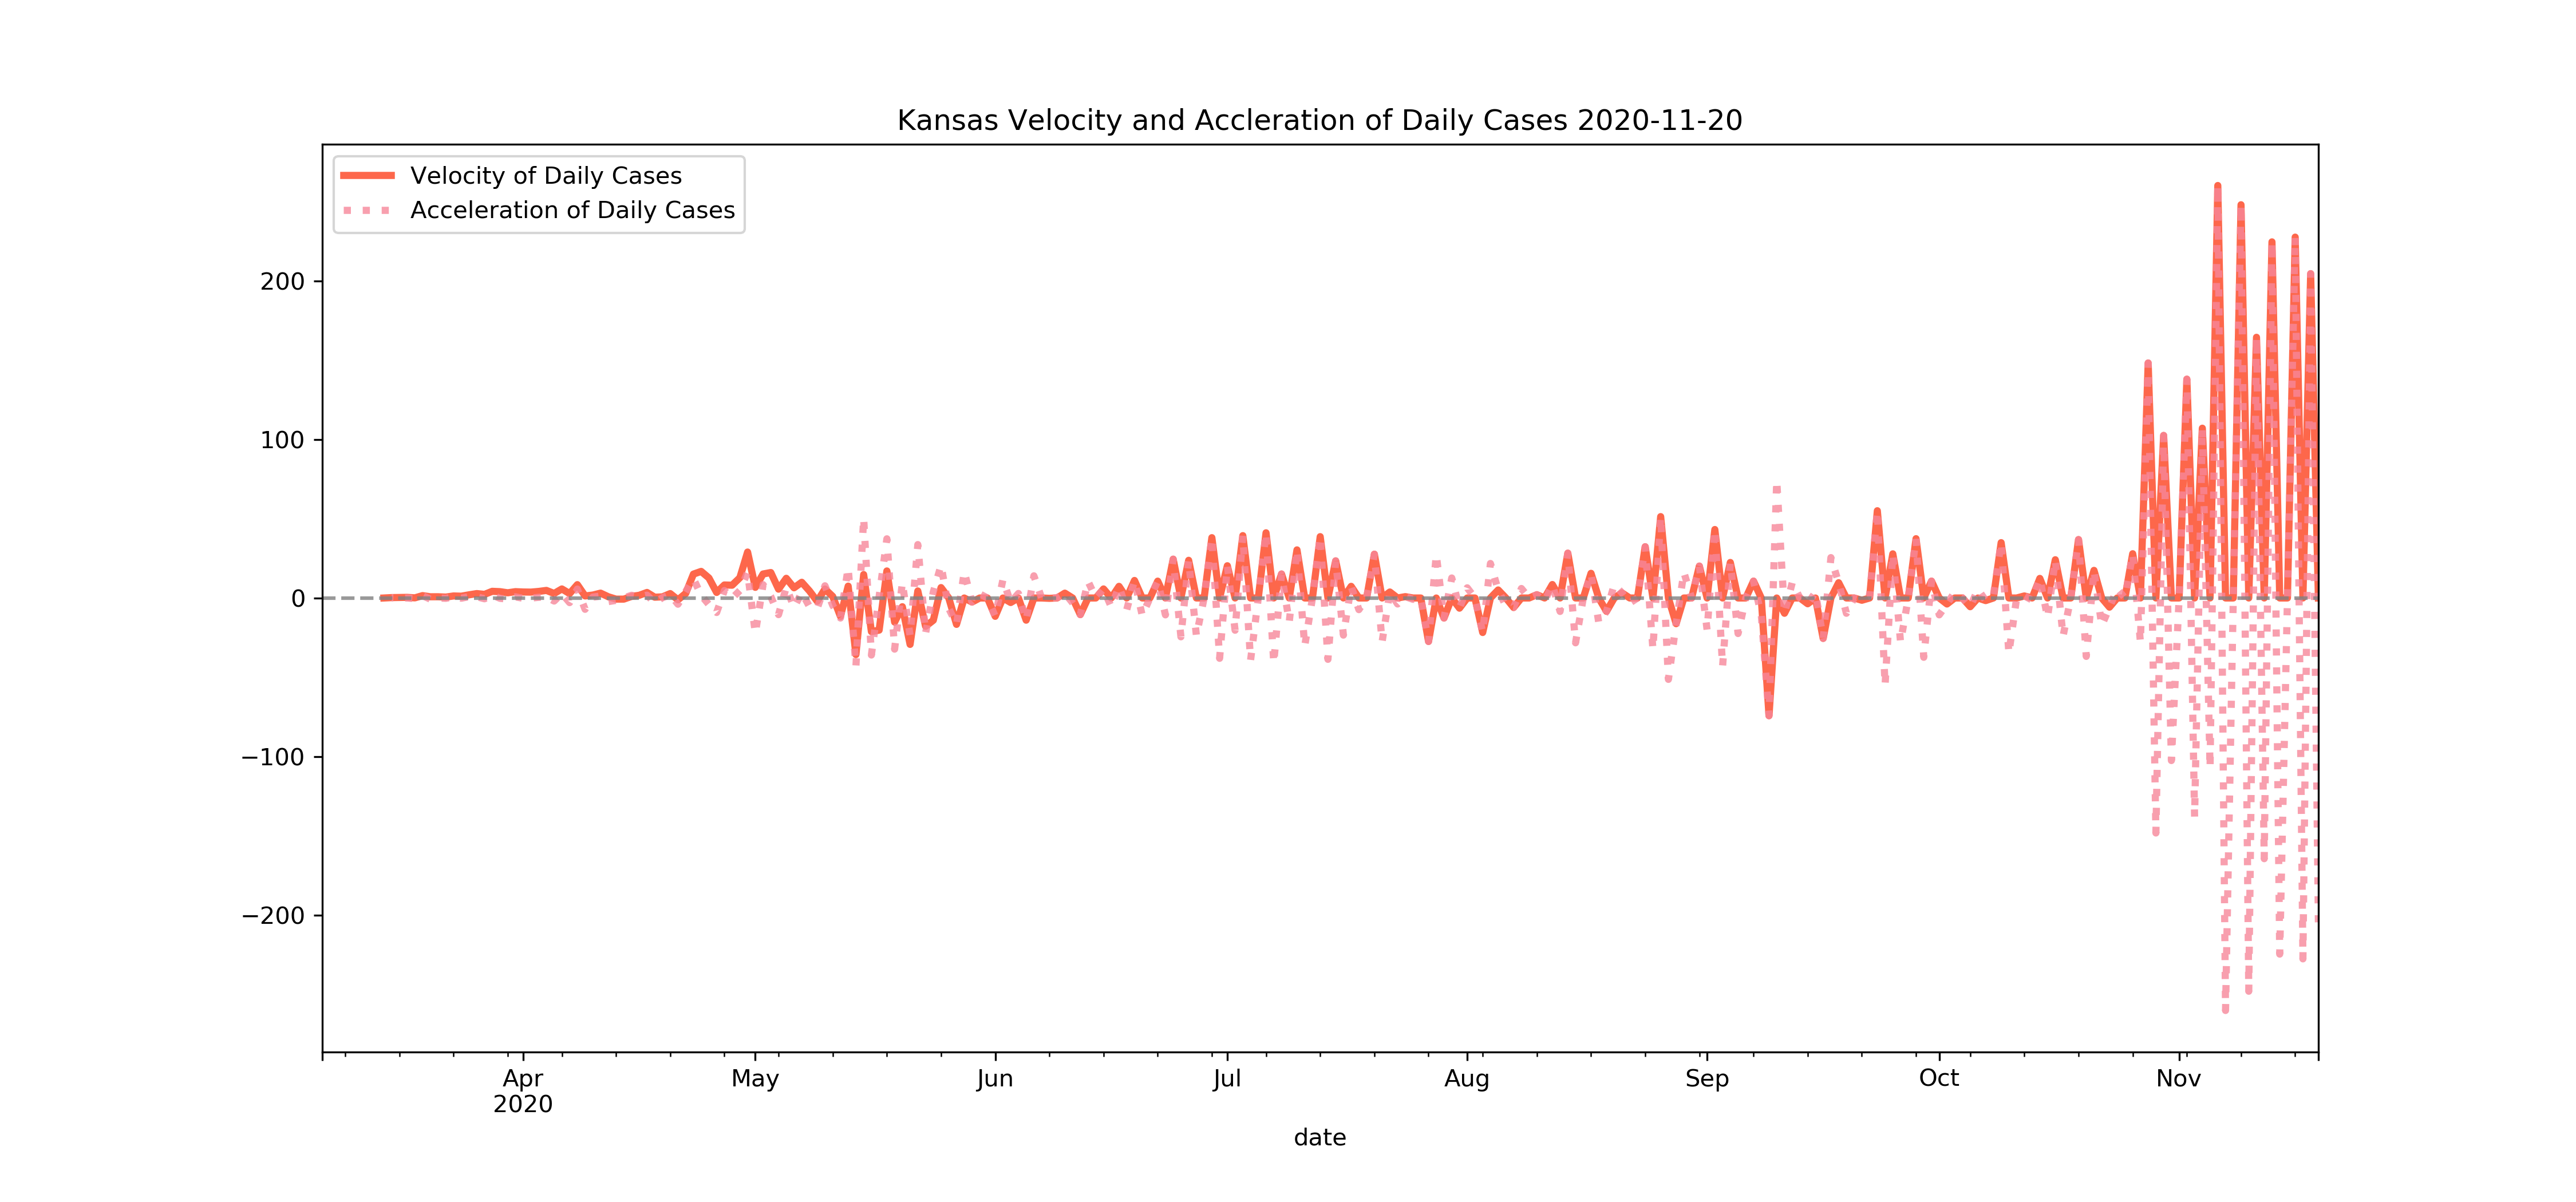 Kansas Velocity and Accleration of Daily Cases 2020-11-20
Velocity of Daily Cases
Acceleration of Daily Cases
200
100
0
−100
−200
Apr May Jun Jul Aug Sep Oct Nov
2020
date